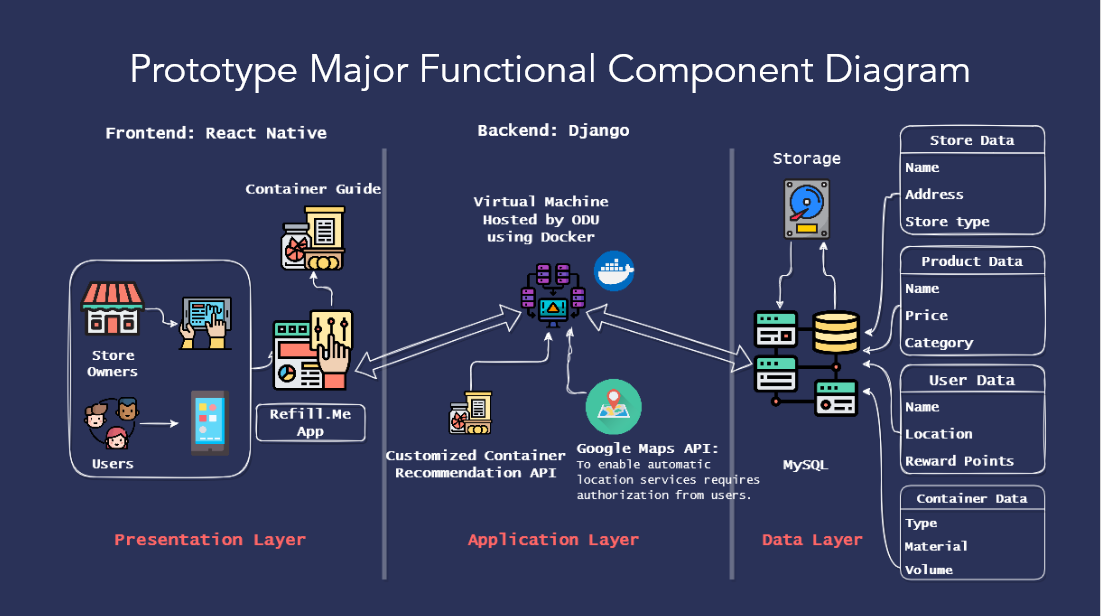 Prototype Major Functional Component Diagram
Frontend: React Native
Backend: Django
Storage
Container Guide
Virtual Machine
Hosted by ODU
using Docker
Store
Owners
Users
Refill.Me
App
Customized Container
Recommendation API
Google Maps API:
To enable automatic
location services requires
authorization from users.
MySQL
Store Data
Name
Address
Store type
Product Data
Name
Price
Category
User Data
Name
Location
Reward Points
Container Data
Type
Material
Volume
Presentation Layer
Application Layer
Data Layer